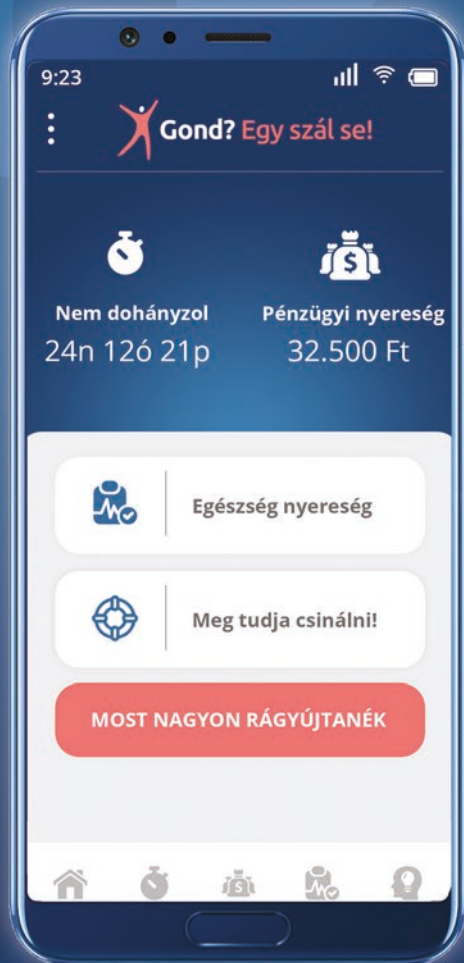 9:23
Gond? Egy szál se!
Nem dohányzol
24n 12ó 21p
Pénzügyi nyereség
32.500 Ft
Egészség nyereség
Meg tudja csinálni!
MOST NAGYON RÁGYÚJTANÉK